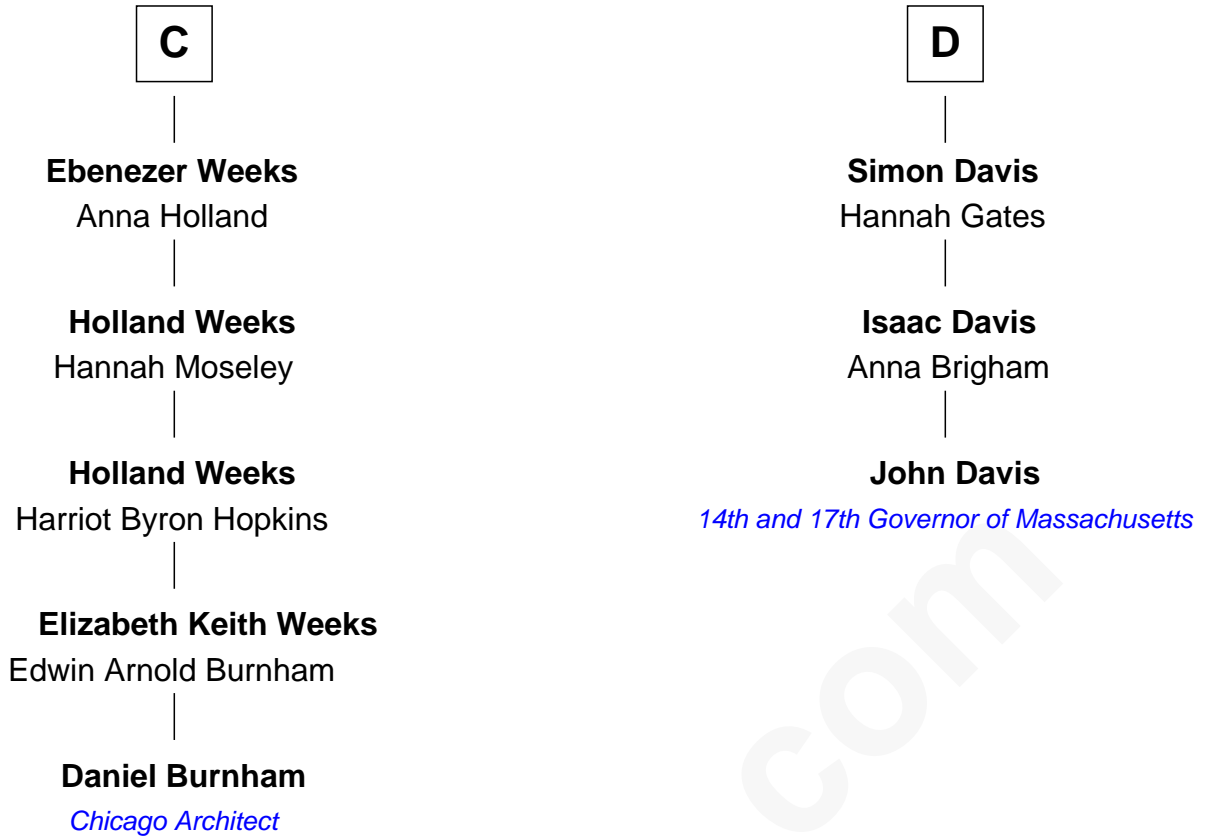 C
Ebenezer Weeks
Anna Holland
Holland Weeks
Hannah Moseley
Holland Weeks
Harriot Byron Hopkins
Elizabeth Keith Weeks
Edwin Arnold Burnham
Daniel Burnham
Chicago Architect
D
Simon Davis
Hannah Gates
Isaac Davis
Anna Brigham
John Davis
14th and 17th Governor of Massachusetts
com